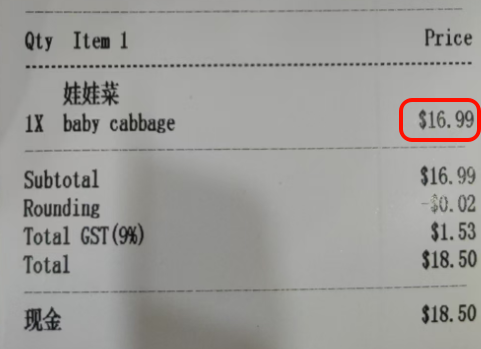 Qty Item 1 Price
娃娃菜
1X baby cabbage $16.99
Subtotal $16.99
Rounding -$0.02
Total GST(9%) $1.53
Total $18.50
现金 $18.50